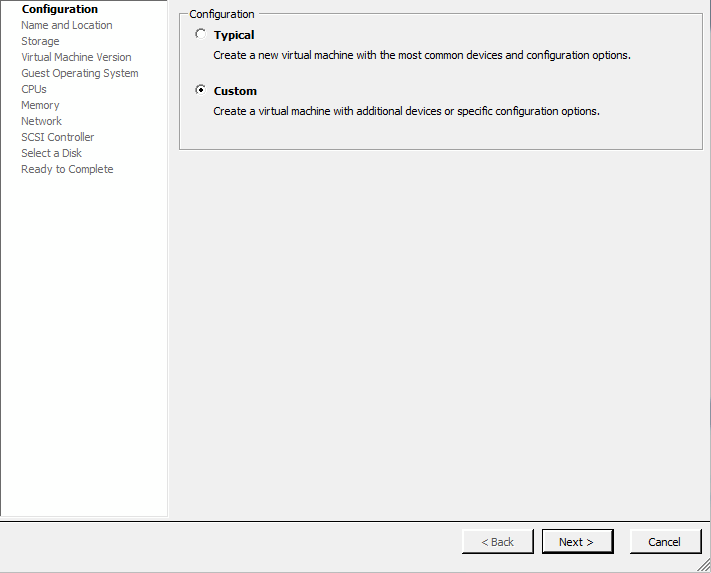 Configuration
Name and Location
Storage
Virtual Machine Version
Guest Operating System
CPUs
Memory
Network
SCSI Controller
Select a Disk
Ready to Complete
Configuration
Typical
Create a new virtual machine with the most common devices and configuration options.
Custom
Create a virtual machine with additional devices or specific configuration options.
< Back
Next >
Cancel